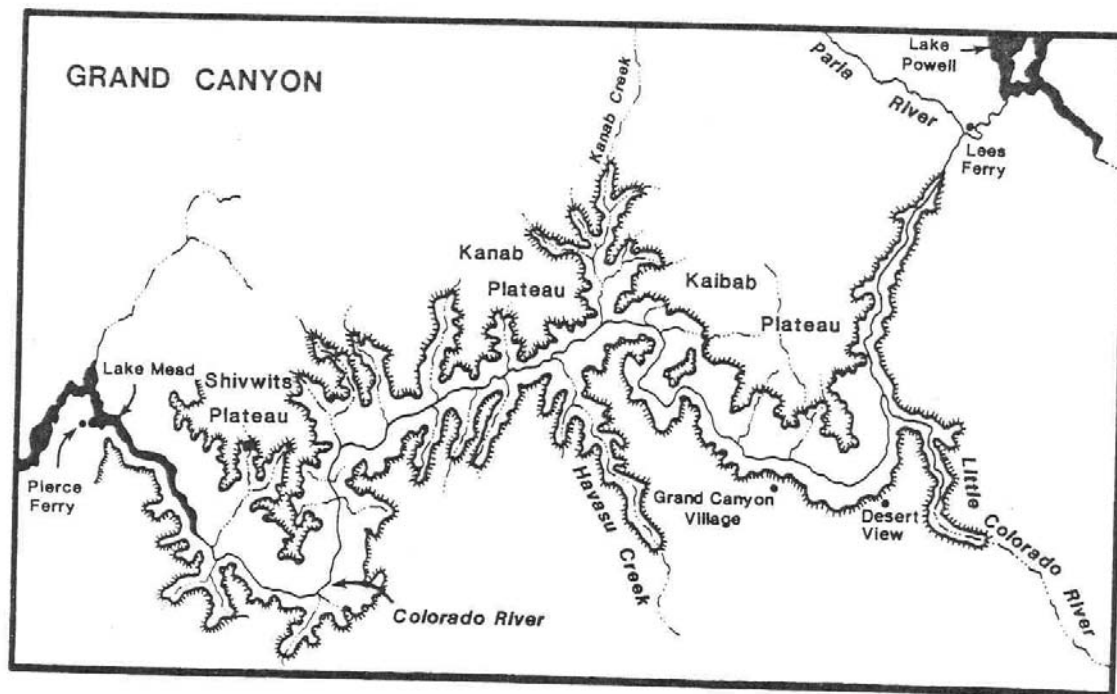 GRAND CANYON
Lake
Powell
Paria
River
Kanab Creek
Lees
Ferry
Kanab
Plateau
Kaibab
Plateau
Lake Mead
Shivwits
Plateau
Pierce
Ferry
Havasu Creek
Grand Canyon
Village
Desert
View
Little Colorado River
Colorado River